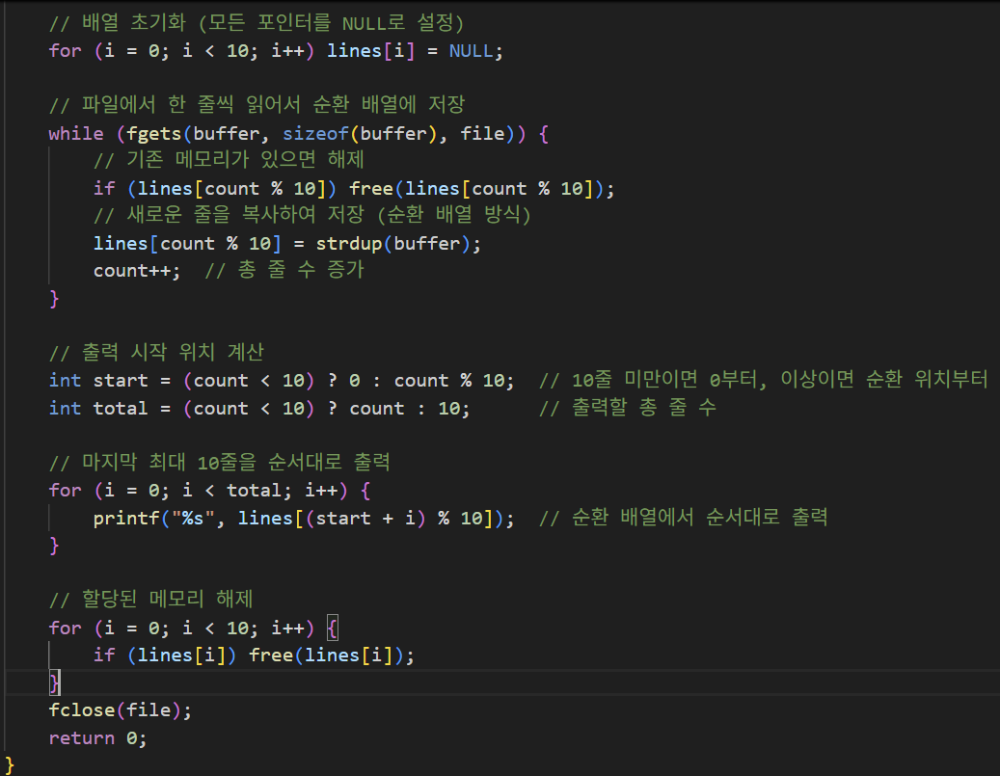 // 배열 초기화 (모든 포인터를 NULL로 설정)
for (i = 0; i < 10; i++) lines[i] = NULL;
// 파일에서 한 줄씩 읽어서 순환 배열에 저장
while (fgets(buffer, sizeof(buffer), file)) {
// 기존 메모리가 있으면 해제
if (lines[count % 10]) free(lines[count % 10]);
// 새로운 줄을 복사하여 저장 (순환 배열 방식)
lines[count % 10] = strdup(buffer);
count++;  // 총 줄 수 증가
}
// 출력 시작 위치 계산
int start = (count < 10) ? 0 : count % 10;  // 10줄 미만이면 0부터, 이상이면 순환 위치부터
int total = (count < 10) ? count : 10;      // 출력할 총 줄 수
// 마지막 최대 10줄을 순서대로 출력
for (i = 0; i < total; i++) {
printf("%s", lines[(start + i) % 10]);  // 순환 배열에서 순서대로 출력
}
// 할당된 메모리 해제
for (i = 0; i < 10; i++) {
if (lines[i]) free(lines[i]);
}
fclose(file);
return 0;
}